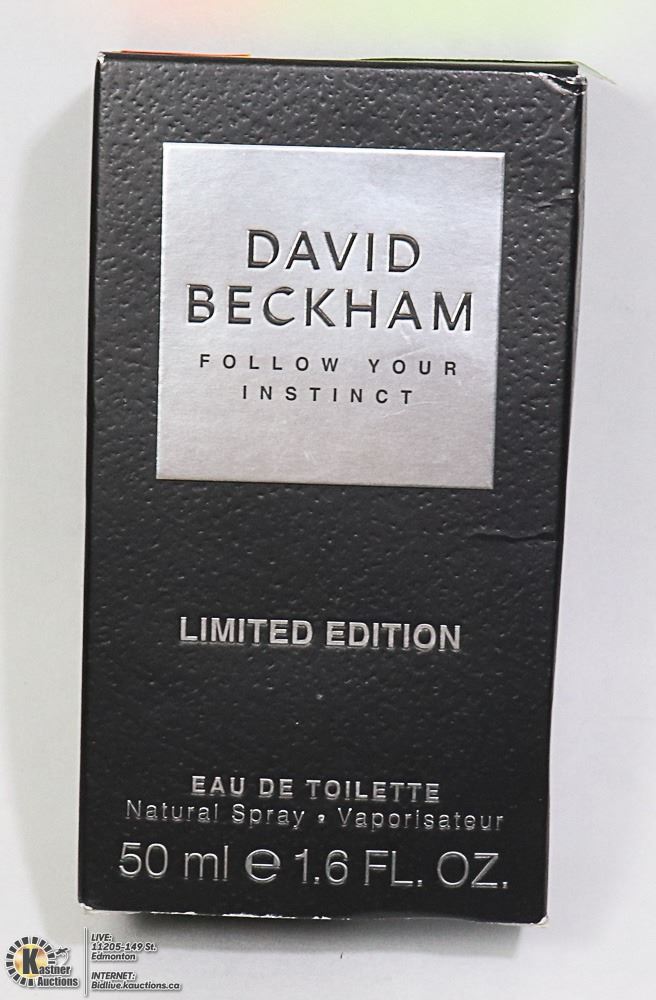 DAVID
BECKHAM
FOLLOW YOUR
INSTINCT
LIMITED EDITION
EAU DE TOILETTE
Natural Spray • Vaporisateur
50 ml e 1.6 FL. OZ.
Kastner
Auctions
LIVE:
11205-149 St.
Edmonton
INTERNET:
Bidlive.kauctions.ca